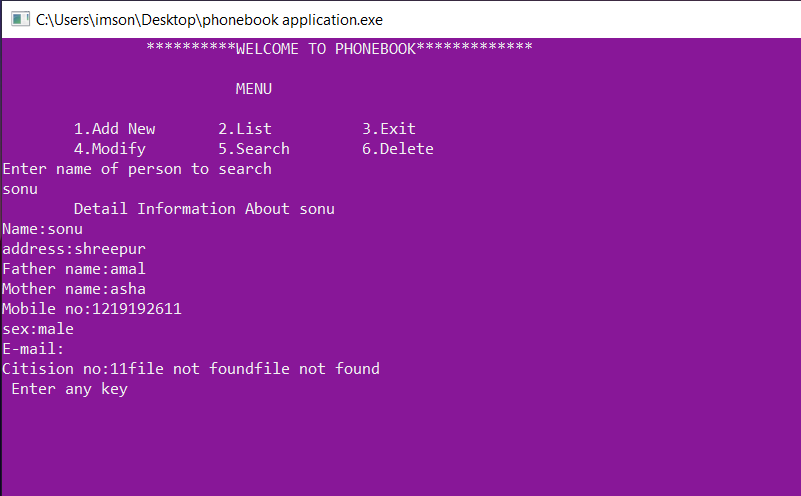 C:\Users\imson\Desktop\phonebook application.exe
**********WELCOME TO PHONEBOOK*************
MENU
1.Add New 2.List 3.Exit
4.Modify 5.Search 6.Delete
Enter name of person to search
sonu
Detail Information About sonu
Name:sonu
address:shreepur
Father name:amal
Mother name:asha
Mobile no:1219192611
sex:male
E-mail:
Citision no:11file not foundfile not found
Enter any key